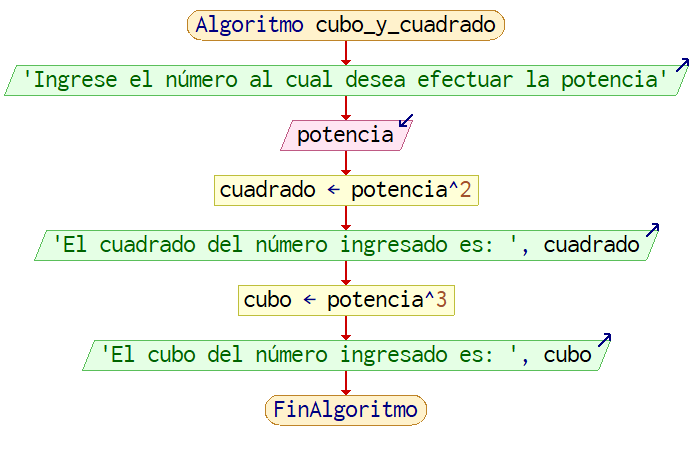 Algoritmo cubo_y_cuadrado
'Ingrese el número al cual desea efectuar la potencia'
potencia
cuadrado ← potencia^2
'El cuadrado del número ingresado es: ', cuadrado
cubo ← potencia^3
'El cubo del número ingresado es: ', cubo
FinAlgoritmo